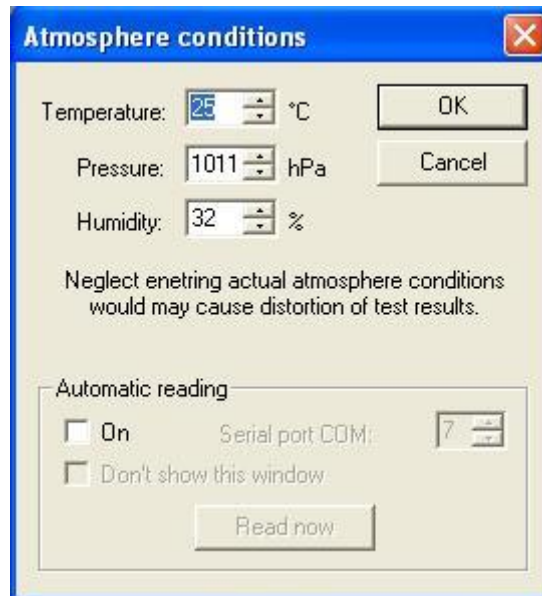 Atmosphere conditions
Temperature: 25 °C OK
Pressure: 1011 hPa Cancel
Humidity: 32 %
Neglect enetring actual atmosphere conditions
would may cause distortion of test results.
Automatic reading
On Serial port COM: 7
Don't show this window
Read now